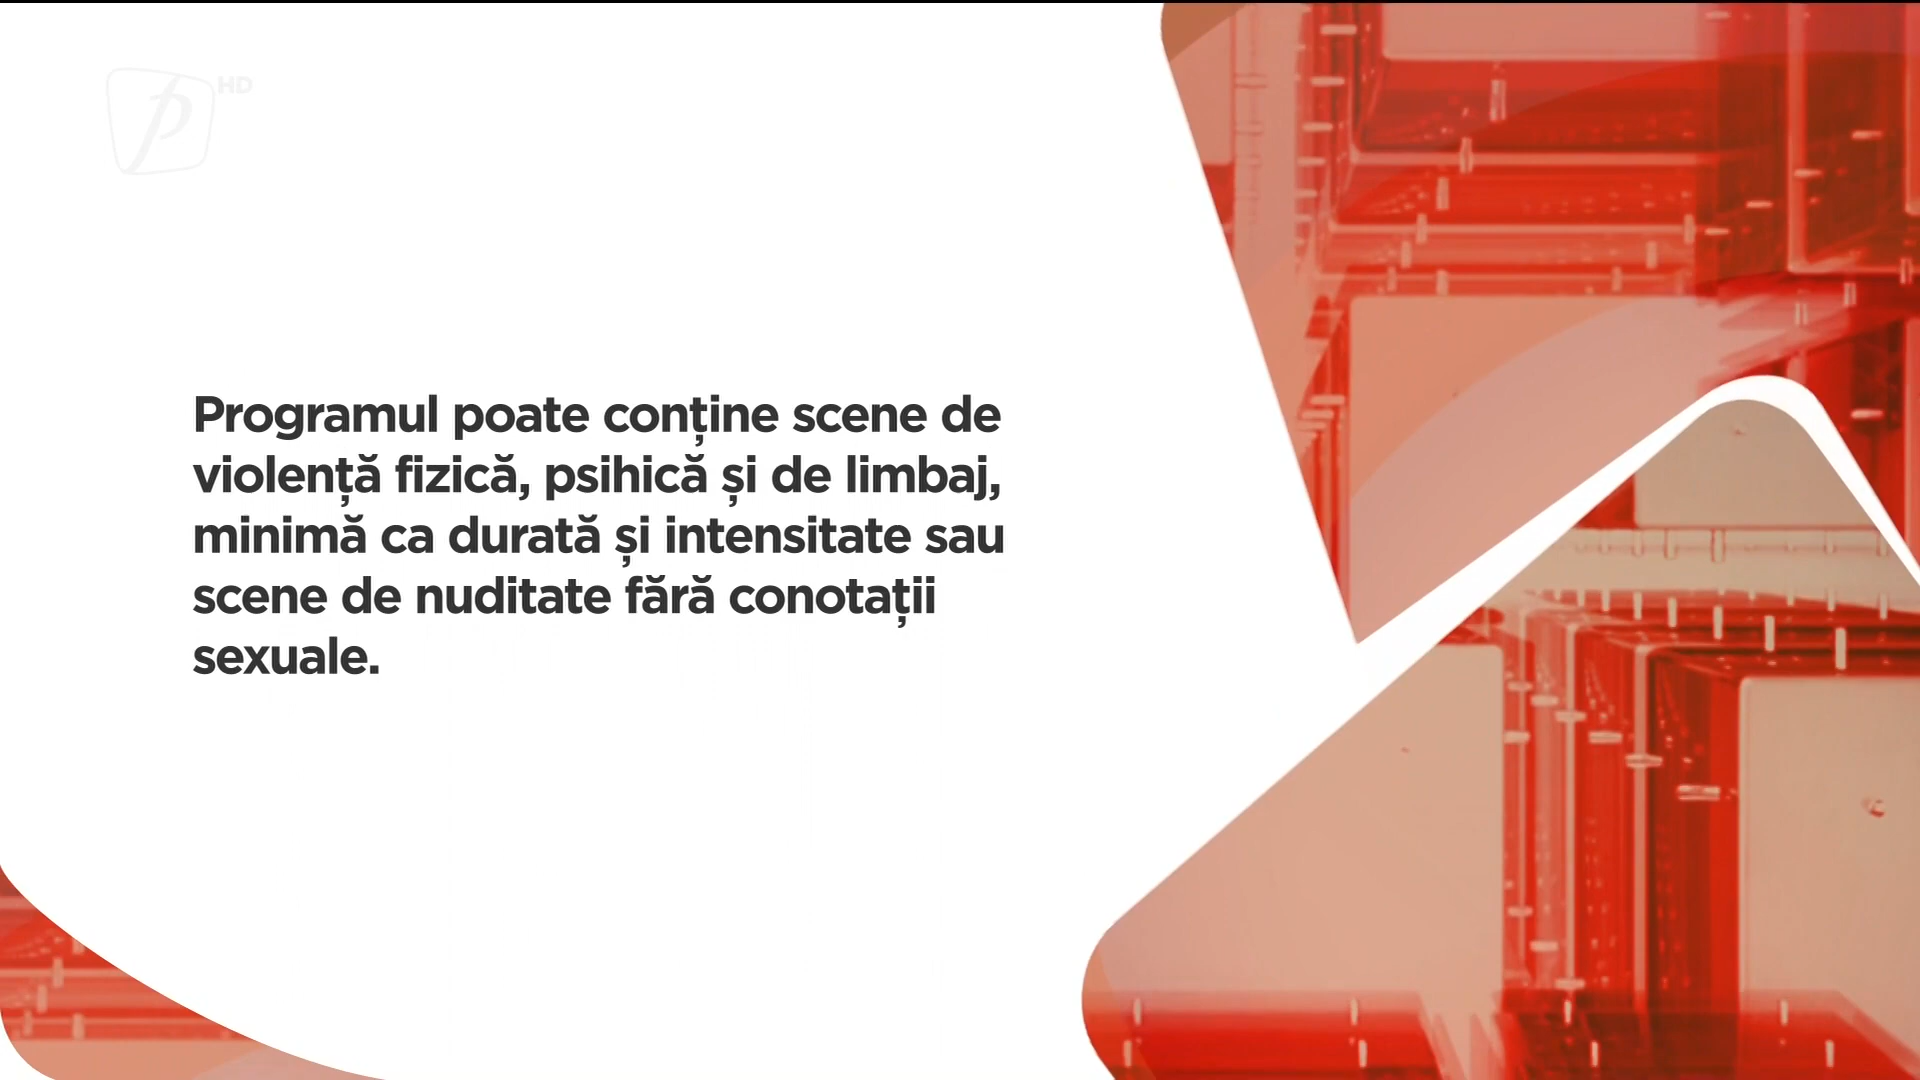 p HD
Programul poate conține scene de
violență fizică, psihică și de limbaj,
minimă ca durată și intensitate sau
scene de nuditate fără conotații
sexuale.